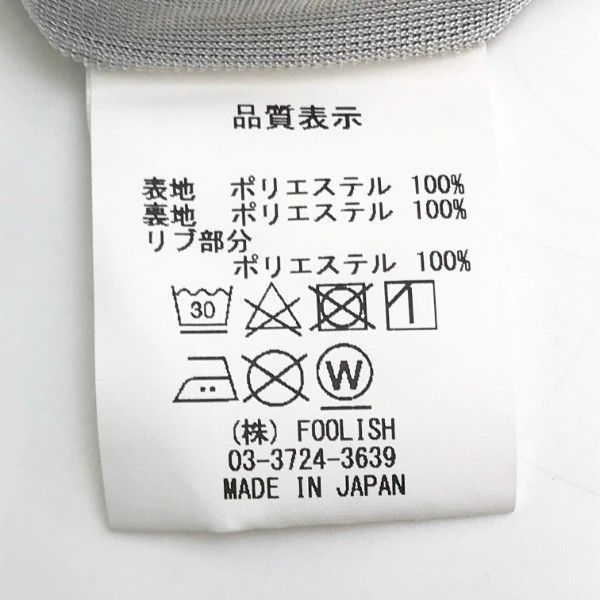 品質表示
表地 ポリエステル 100%
裏地 ポリエステル 100%
リブ部分
ポリエステル 100%
30
W
(株) FOOLISH
03-3724-3639
MADE IN JAPAN